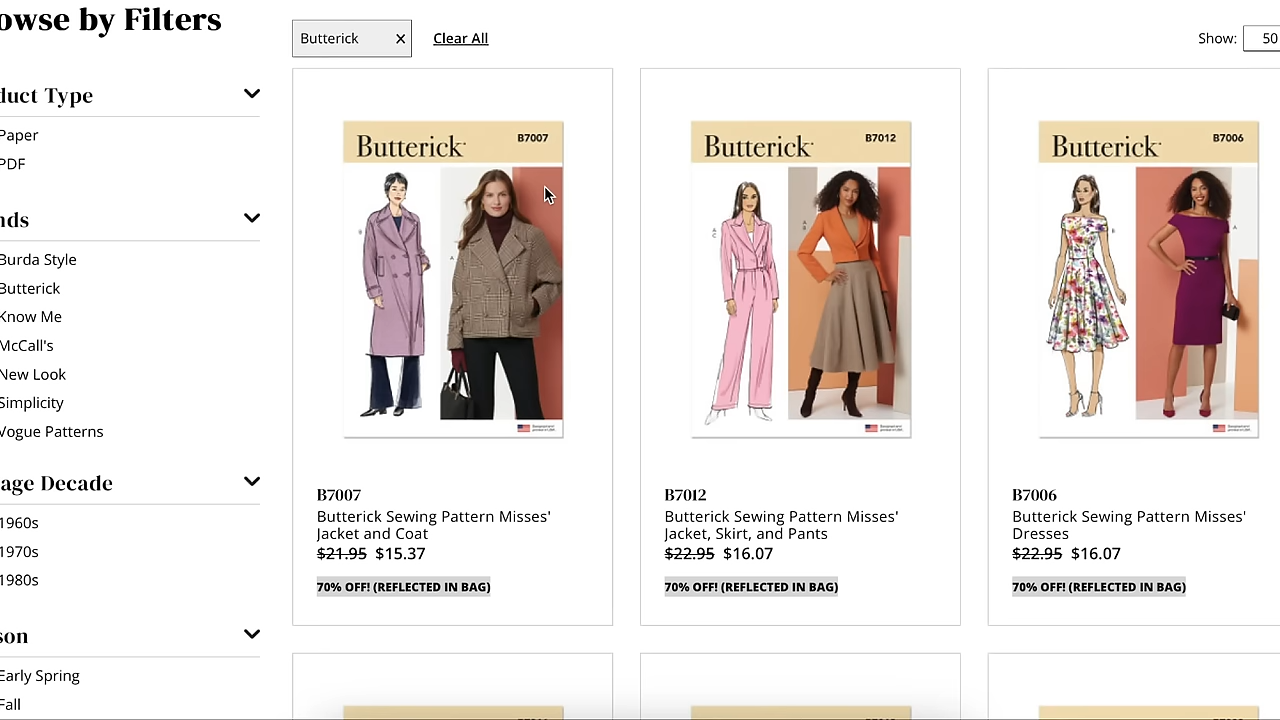 owse by Filters
Butterick ✕ Clear All
Show: 50
duct Type
Paper
PDF
nds
Burda Style
Butterick
Know Me
McCall's
New Look
Simplicity
Vogue Patterns
age Decade
1960s
1970s
1980s
son
Early Spring
Fall
Butterick B7007
B
A
B7007
Butterick Sewing Pattern Misses'
Jacket and Coat
$21.95 $15.37
70% OFF! (REFLECTED IN BAG)
Butterick B7012
B7012
Butterick Sewing Pattern Misses'
Jacket, Skirt, and Pants
$22.95 $16.07
70% OFF! (REFLECTED IN BAG)
Butterick B7006
B
A
B7006
Butterick Sewing Pattern Misses'
Dresses
$22.95 $16.07
70% OFF! (REFLECTED IN BAG)